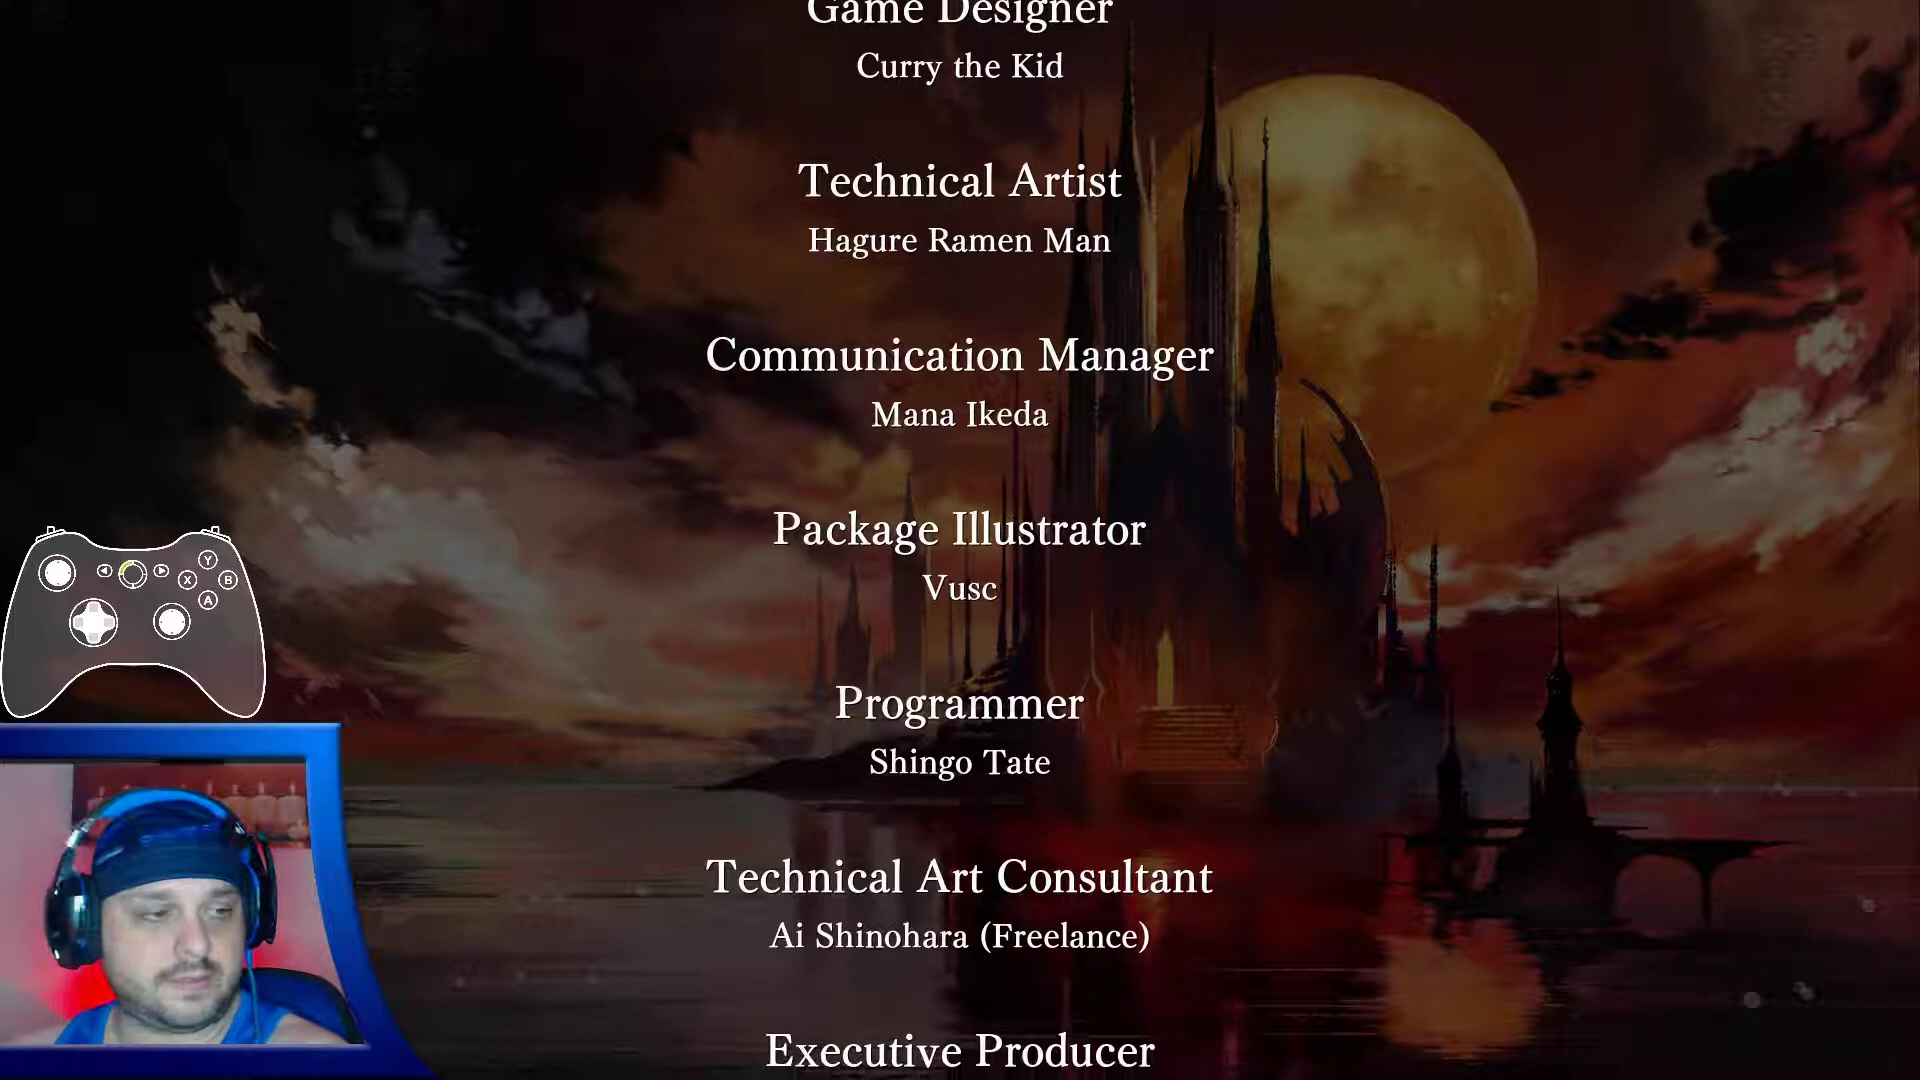 Game Designer
Curry the Kid
Technical Artist
Hagure Ramen Man
Communication Manager
Mana Ikeda
Package Illustrator
Vusc
Programmer
Shingo Tate
Technical Art Consultant
Ai Shinohara (Freelance)
Executive Producer
Y
X
B
A